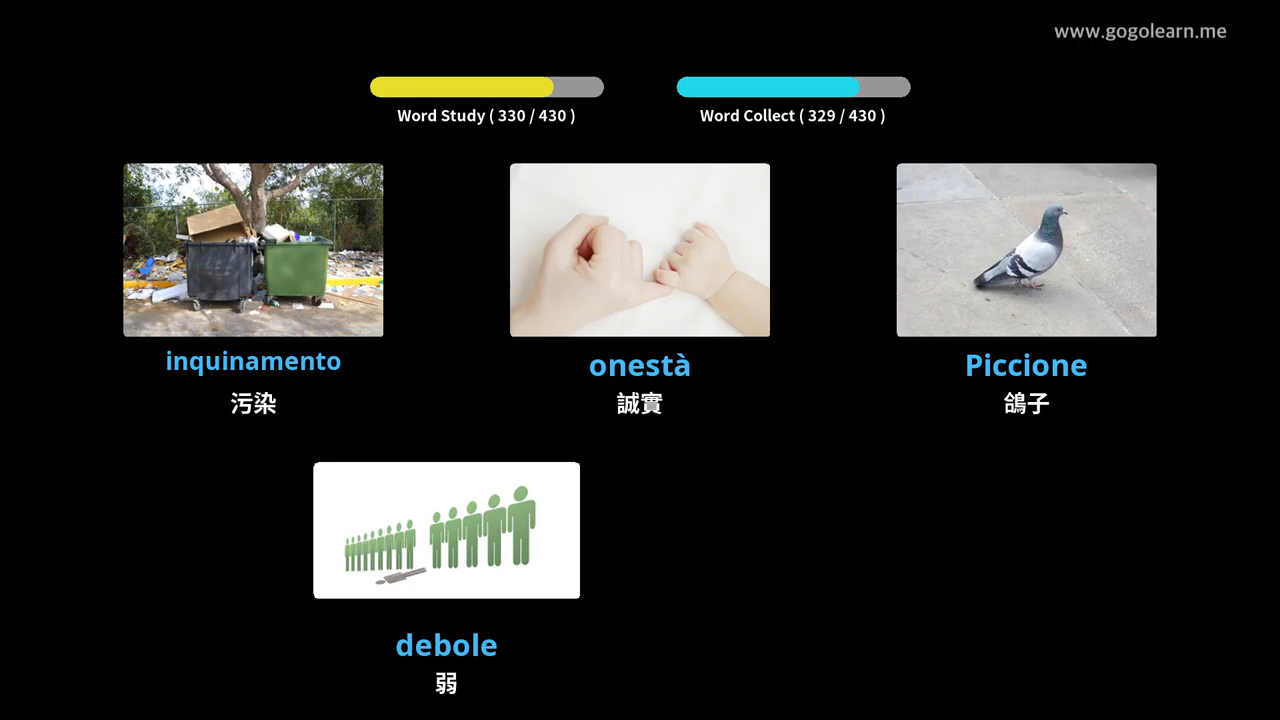 www.gogolearn.me
Word Study ( 330 / 430 )
Word Collect ( 329 / 430 )
inquinamento
污染
onestà
誠實
Piccione
鴿子
debole
弱